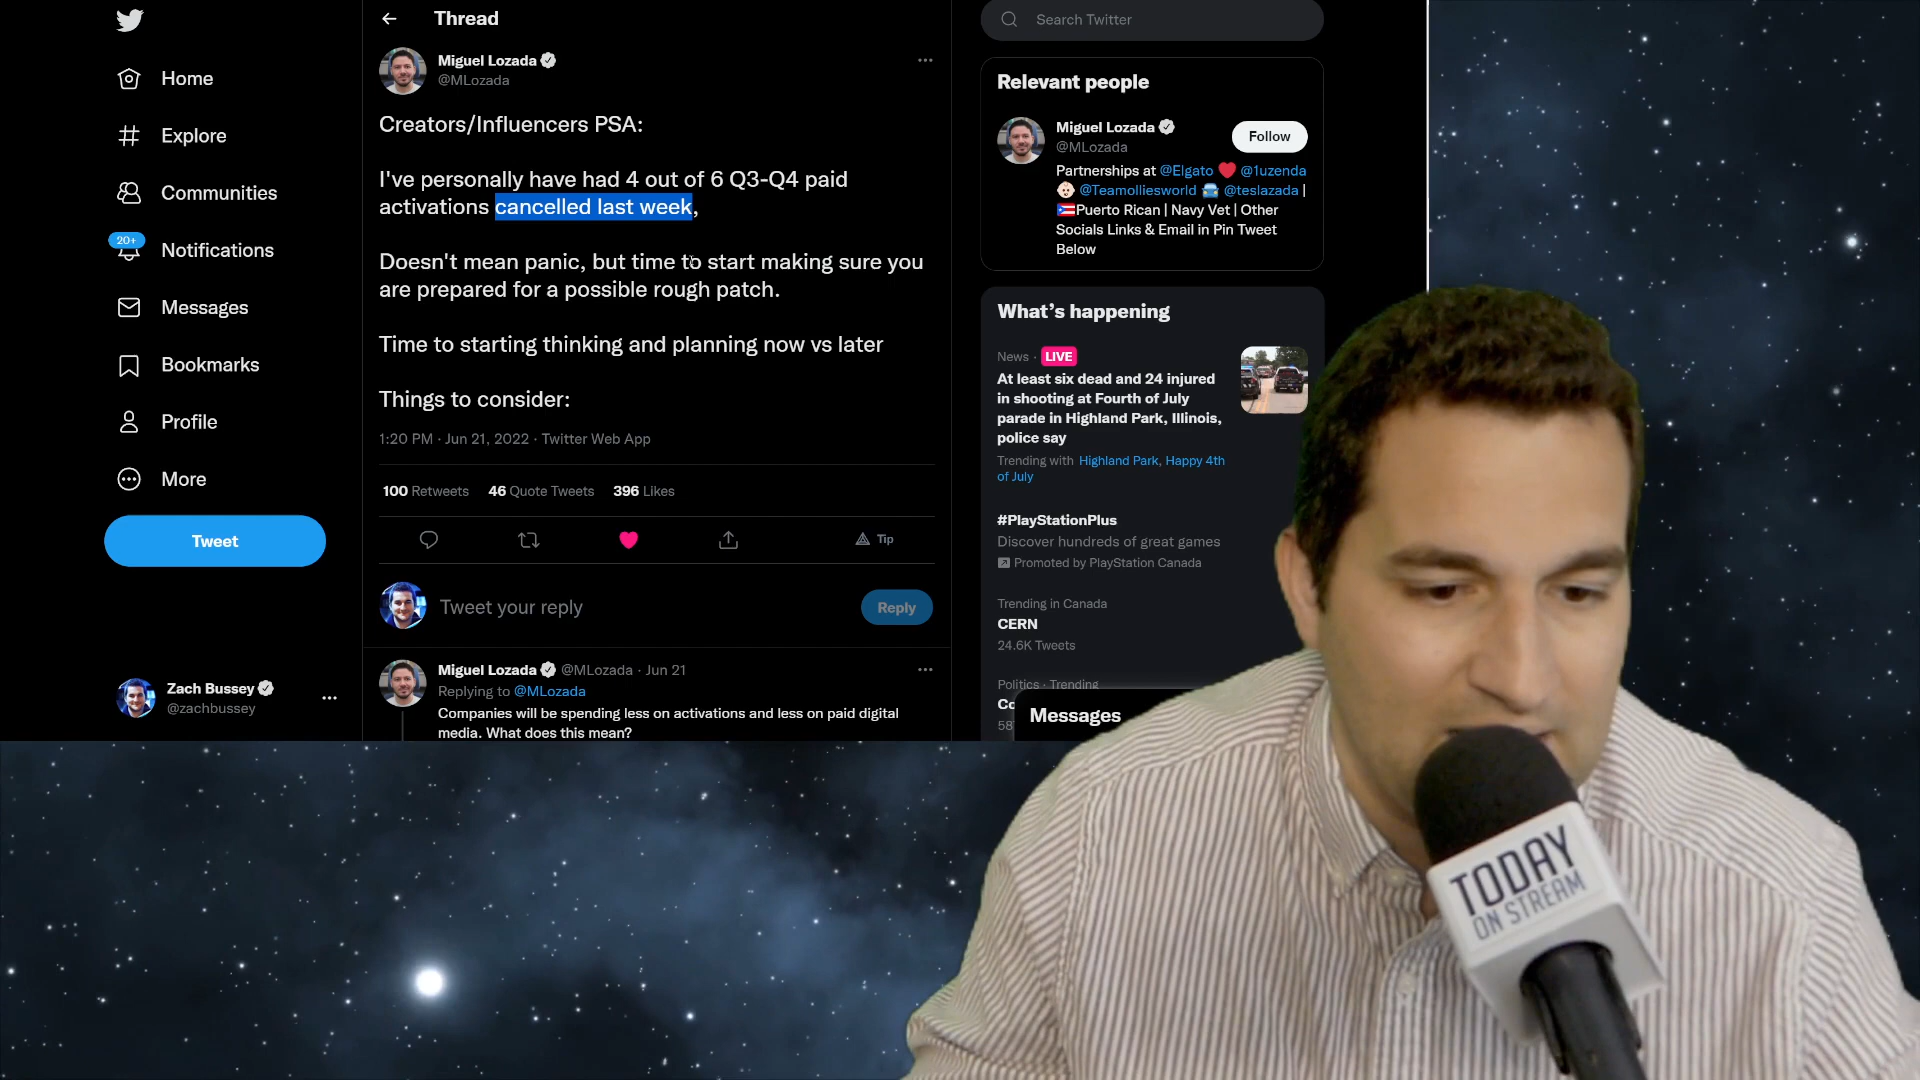 Thread
Search Twitter
Home
Explore
Communities
20+
Notifications
Messages
Bookmarks
Profile
More
Tweet
Zach Bussey
@zachbussey
Miguel Lozada
@MLozada
Creators/Influencers PSA:
I've personally have had 4 out of 6 Q3-Q4 paid
activations cancelled last week,
Doesn't mean panic, but time to start making sure you
are prepared for a possible rough patch.
Time to starting thinking and planning now vs later
Things to consider:
1:20 PM · Jun 21, 2022 · Twitter Web App
100 Retweets 46 Quote Tweets 396 Likes
Tip
Tweet your reply
Reply
Miguel Lozada @MLozada · Jun 21
Replying to @MLozada
Companies will be spending less on activations and less on paid digital
media. What does this mean?
Relevant people
Miguel Lozada
@MLozada
Follow
Partnerships at @Elgato @1uzenda
@Teamolliesworld @teslazada |
Puerto Rican | Navy Vet | Other
Socials Links & Email in Pin Tweet
Below
What's happening
News · LIVE
At least six dead and 24 injured
in shooting at Fourth of July
parade in Highland Park, Illinois,
police say
Trending with Highland Park, Happy 4th
of July
#PlayStationPlus
Discover hundreds of great games
Promoted by PlayStation Canada
Trending in Canada
CERN
24.6K Tweets
Politics · Trending
Messages
TODAY
ON STREAM